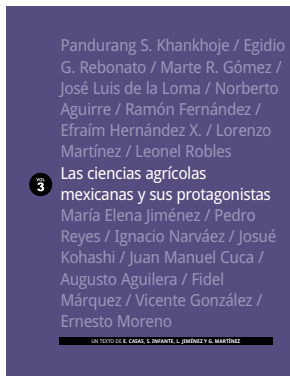 Pandurang S. Khankhoje / Egidio
G. Rebonato / Marte R. Gómez /
José Luis de la Loma / Norberto
Aguirre / Ramón Fernández /
Efraím Hernández X. / Lorenzo
Martínez / Leonel Robles
VOL
3
Las ciencias agrícolas
mexicanas y sus protagonistas
María Elena Jiménez / Pedro
Reyes / Ignacio Narváez / Josué
Kohashi / Juan Manuel Cuca /
Augusto Aguilera / Fidel
Márquez / Vicente González /
Ernesto Moreno
UN TEXTO DE E. CASAS, S. INFANTE, L. JIMÉNEZ Y G. MARTÍNEZ